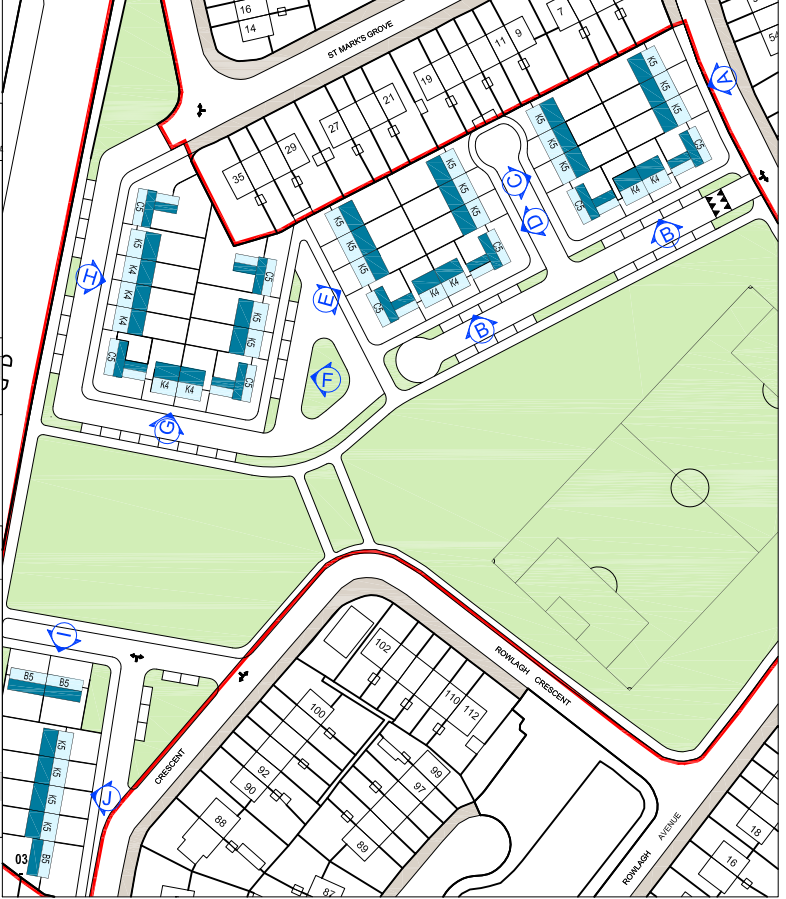 16
14
ST MARK'S GROVE
7
9
11
54
19
21
27
29
35
A
K5
K5
K5
K5
K5
K5
C5
K4
K4
C5
C
D
B
K5
K5
K5
K5
K5
K5
C5
K4
K4
C5
B
E
F
C5
K5
K4
K4
K4
C5
K4
K4
C5
K5
K5
C5
H
G
I
B5
B5
K5
K5
K5
K5
B5
J
03
102
100
110
112
ROWLAGH CRESCENT
CRESCENT
92
90
88
99
97
89
87
ROWLAGH AVENUE
18
16